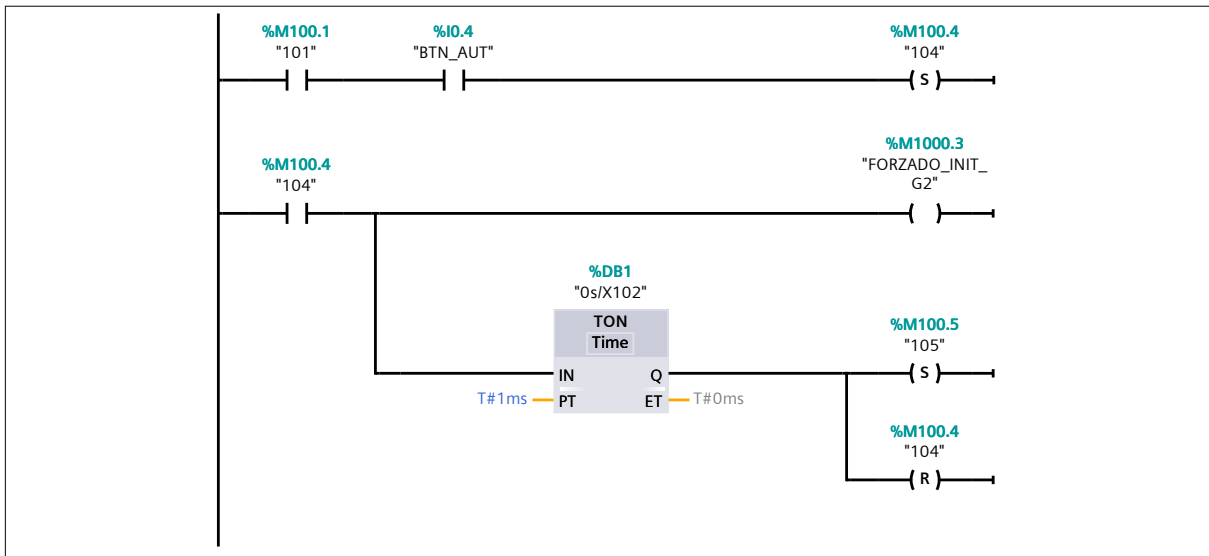 %M100.1 %I0.4 %M100.4
"101" "BTN_AUT" "104"
S
%M1000.3
%M100.4 "FORZADO_INIT_
"104" G2"
%DB1
"0s/X102"
TON %M100.5
Time "105"
IN Q S
T#1ms PT ET T#0ms
%M100.4
"104"
R